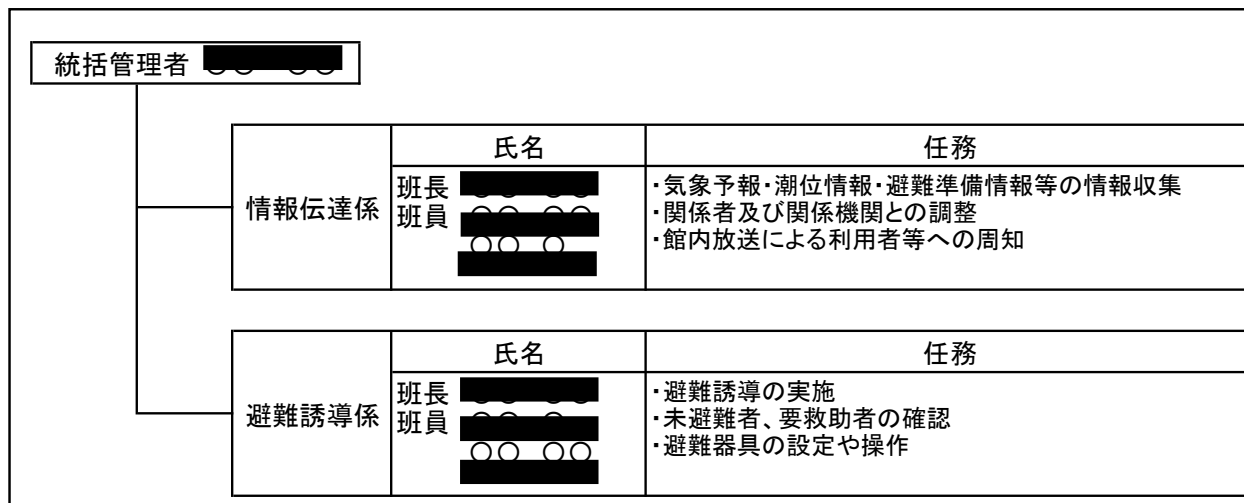 統括管理者
氏名 任務
情報伝達係
班長
班員
○○ ○
・気象予報・潮位情報・避難準備情報等の情報収集
・関係者及び関係機関との調整
・館内放送による利用者等への周知
氏名 任務
避難誘導係
班長
班員
○○ ○○
・避難誘導の実施
・未避難者、要救助者の確認
・避難器具の設定や操作